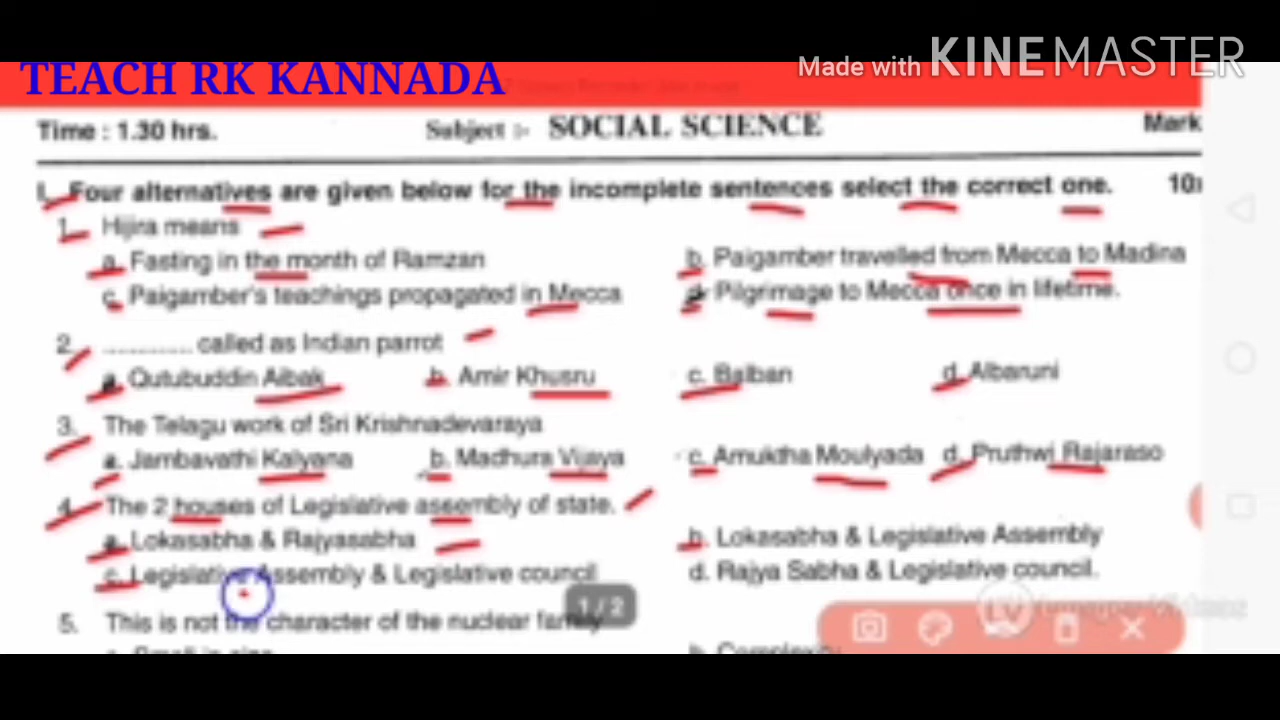 TEACH RK KANNADA
Made with KINEMASTER
Time : 1.30 hrs. Subject :- SOCIAL SCIENCE Mark
I. Four alternatives are given below for the incomplete sentences select the correct one. 10
1. Hijira means
a. Fasting in the month of Ramzan b. Paigamber travelled from Mecca to Madina
c. Paigamber's teachings propagated in Mecca d. Pilgrimage to Mecca once in lifetime.
2. .............. called as Indian parrot
a. Qutubuddin Aibak b. Amir Khusru c. Balban d. Albaruni
3. The Telagu work of Sri Krishnadevaraya
a. Jambavathi Kalyana b. Madhura Vijaya c. Amuktha Moulyada d. Pruthwi Rajaraso
4. The 2 houses of Legislative assembly of state.
a. Lokasabha & Rajyasabha b. Lokasabha & Legislative Assembly
c. Legislative Assembly & Legislative council d. Rajya Sabha & Legislative council.
1 / 2
5. This is not the character of the nuclear family
a. Small in size b. Complexity